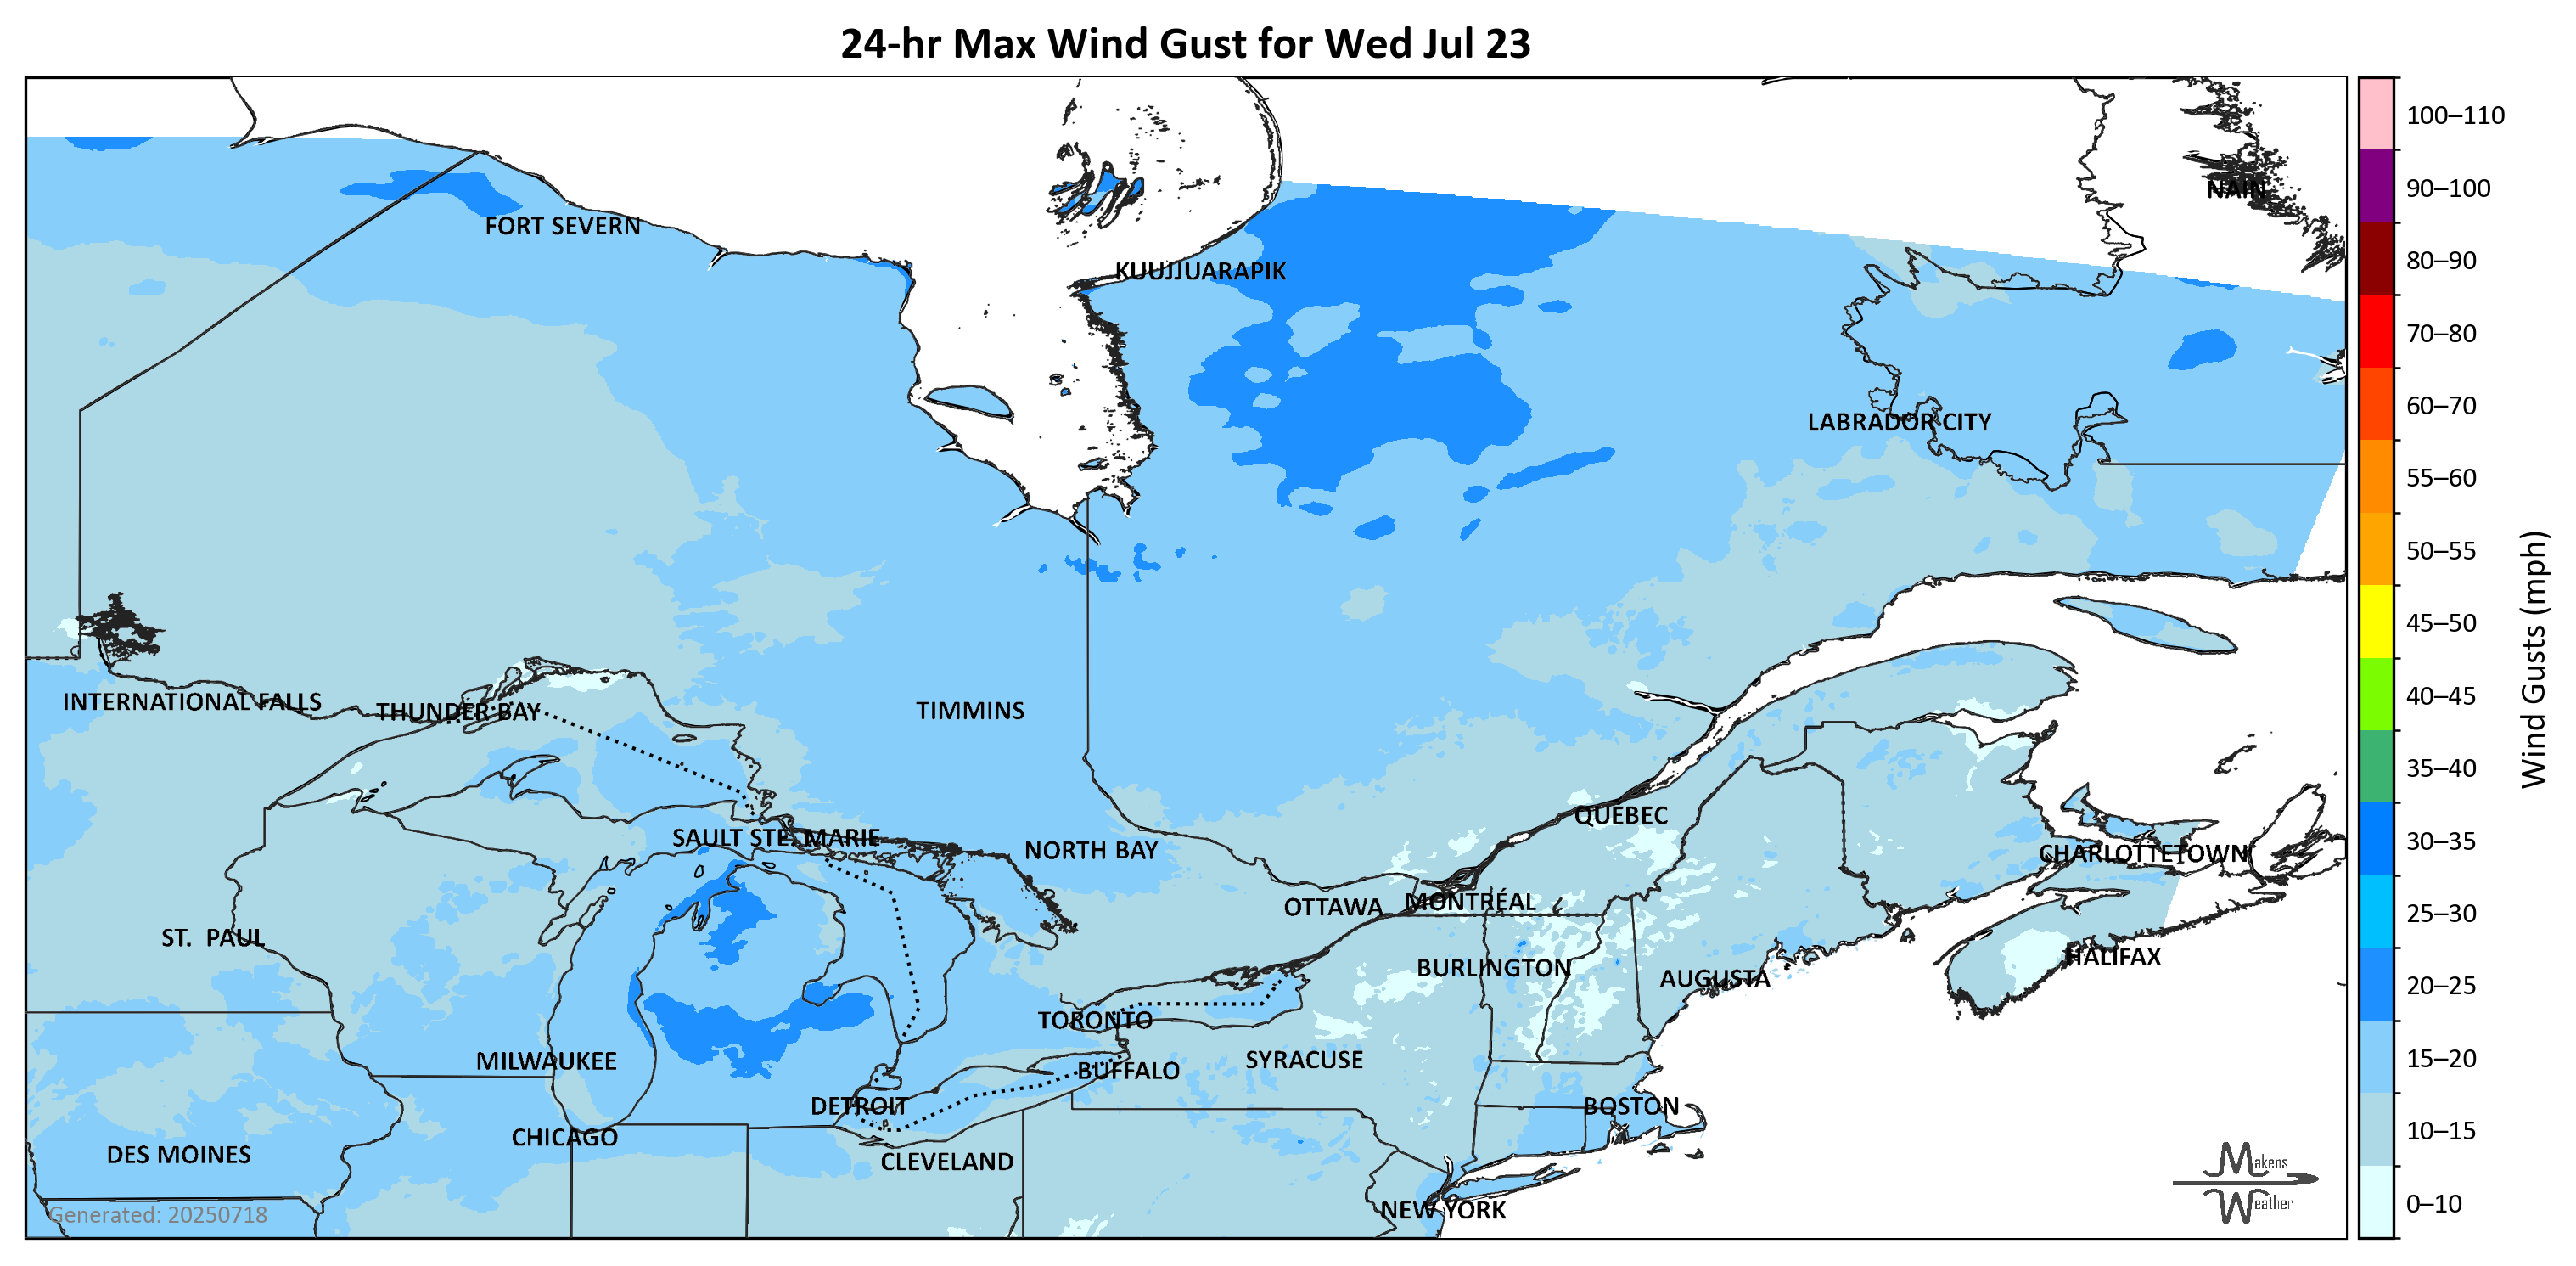 24-hr Max Wind Gust for Wed Jul 23
NAIN
FORT SEVERN
KUUJJUARAPIK
LABRADOR CITY
INTERNATIONAL FALLS
THUNDER BAY
TIMMINS
QUÉBEC
SAULT STE. MARIE
NORTH BAY
CHARLOTTETOWN
OTTAWA
MONTRÉAL
ST. PAUL
HALIFAX
BURLINGTON
AUGUSTA
TORONTO
MILWAUKEE
SYRACUSE
BUFFALO
DETROIT
BOSTON
CHICAGO
DES MOINES
CLEVELAND
NEW YORK
Generated: 20250718
Makens
Weather
100–110
90–100
80–90
70–80
60–70
55–60
50–55
45–50
40–45
35–40
30–35
25–30
20–25
15–20
10–15
0–10
Wind Gusts (mph)